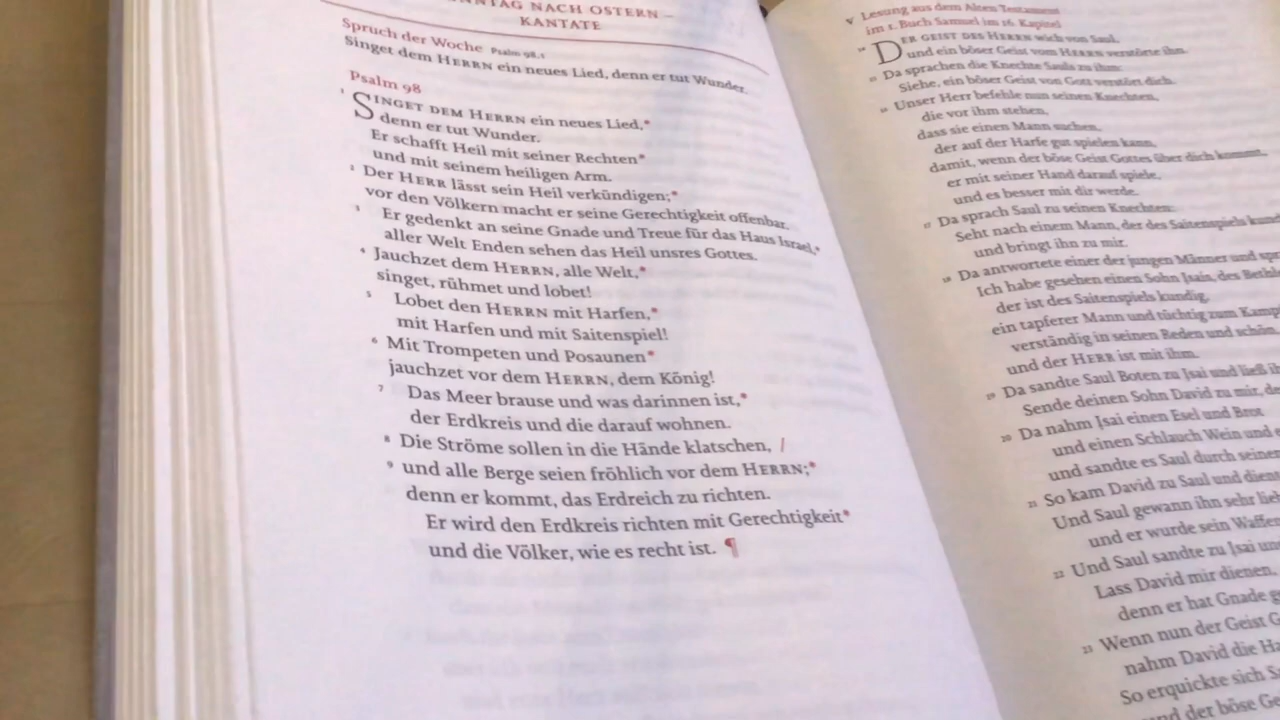 NTAG NACH OSTERN –
KANTATE
Spruch der Woche Psalm 98,1
Singet dem HERRN ein neues Lied, denn er tut Wunder.
Psalm 98
1 SINGET DEM HERRN ein neues Lied,*
denn er tut Wunder.
Er schafft Heil mit seiner Rechten*
und mit seinem heiligen Arm.
2 Der HERR lässt sein Heil verkündigen;*
vor den Völkern macht er seine Gerechtigkeit offenbar.
3 Er gedenkt an seine Gnade und Treue für das Haus Israel,*
aller Welt Enden sehen das Heil unsres Gottes.
4 Jauchzet dem HERRN, alle Welt,*
singet, rühmet und lobet!
5 Lobet den HERRN mit Harfen,*
mit Harfen und mit Saitenspiel!
6 Mit Trompeten und Posaunen*
jauchzet vor dem HERRN, dem König!
7 Das Meer brause und was darinnen ist,*
der Erdkreis und die darauf wohnen.
8 Die Ströme sollen in die Hände klatschen, /
9 und alle Berge seien fröhlich vor dem HERRN;*
denn er kommt, das Erdreich zu richten.
Er wird den Erdkreis richten mit Gerechtigkeit*
und die Völker, wie es recht ist. ¶
V Lesung aus dem Alten Testament
im 1. Buch Samuel im 16. Kapitel
14 DER GEIST DES HERRN wich von Saul,
und ein böser Geist vom HERRN verstörte ihn.
15 Da sprachen die Knechte Sauls zu ihm:
Siehe, ein böser Geist von Gott verstört dich.
16 Unser Herr befehle nun seinen Knechten,
die vor ihm stehen,
dass sie einen Mann suchen,
der auf der Harfe gut spielen kann,
damit, wenn der böse Geist Gottes über dich kommt,
er mit seiner Hand darauf spiele,
und es besser mit dir werde.
17 Da sprach Saul zu seinen Knechten:
Seht nach einem Mann, der des Saitenspiels kund
und bringt ihn zu mir.
18 Da antwortete einer der jungen Männer und spr
Ich habe gesehen einen Sohn Isais, des Bethl
der ist des Saitenspiels kundig,
ein tapferer Mann und tüchtig zum Kamp
verständig in seinen Reden und schön
und der HERR ist mit ihm.
19 Da sandte Saul Boten zu Isai und ließ ih
Sende deinen Sohn David zu mir, de
20 Da nahm Isai einen Esel und Brot
und einen Schlauch Wein und e
und sandte es Saul durch seinen
21 So kam David zu Saul und dient
Und Saul gewann ihn sehr lieb
und er wurde sein Waffen
22 Und Saul sandte zu Isai un
Lass David mir dienen,
denn er hat Gnade g
23 Wenn nun der Geist G
nahm David die Ha
So erquickte sich S
und der böse Ge